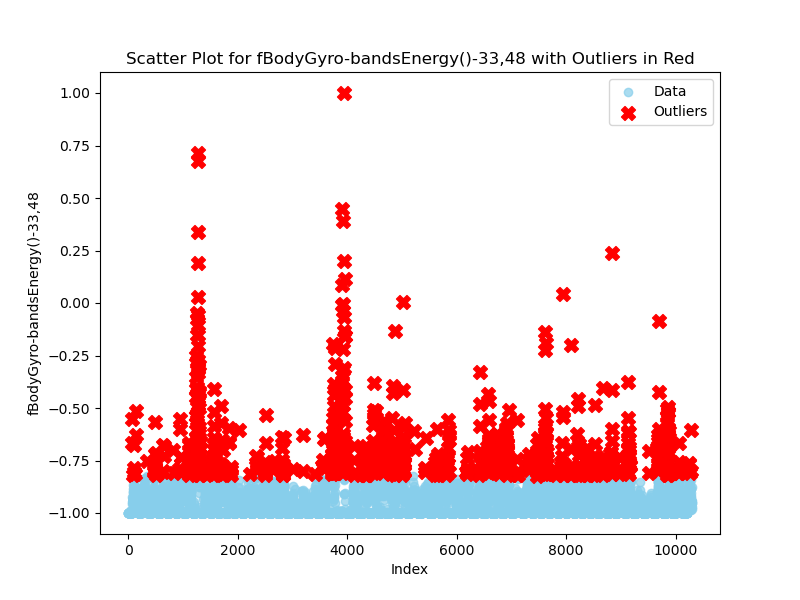 Scatter Plot for fBodyGyro-bandsEnergy()-33,48 with Outliers in Red
Data
Outliers
fBodyGyro-bandsEnergy()-33,48
1.00
0.75
0.50
0.25
0.00
−0.25
−0.50
−0.75
−1.00
0 2000 4000 6000 8000 10000
Index